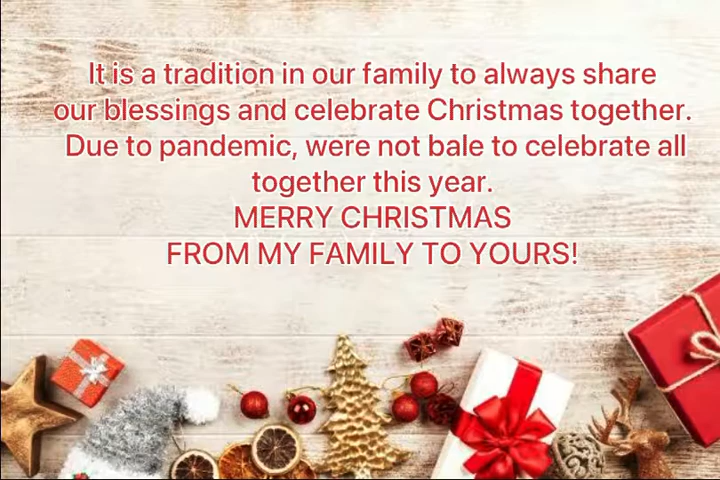 It is a tradition in our family to always share
our blessings and celebrate Christmas together.
Due to pandemic, were not bale to celebrate all
together this year.
MERRY CHRISTMAS
FROM MY FAMILY TO YOURS!